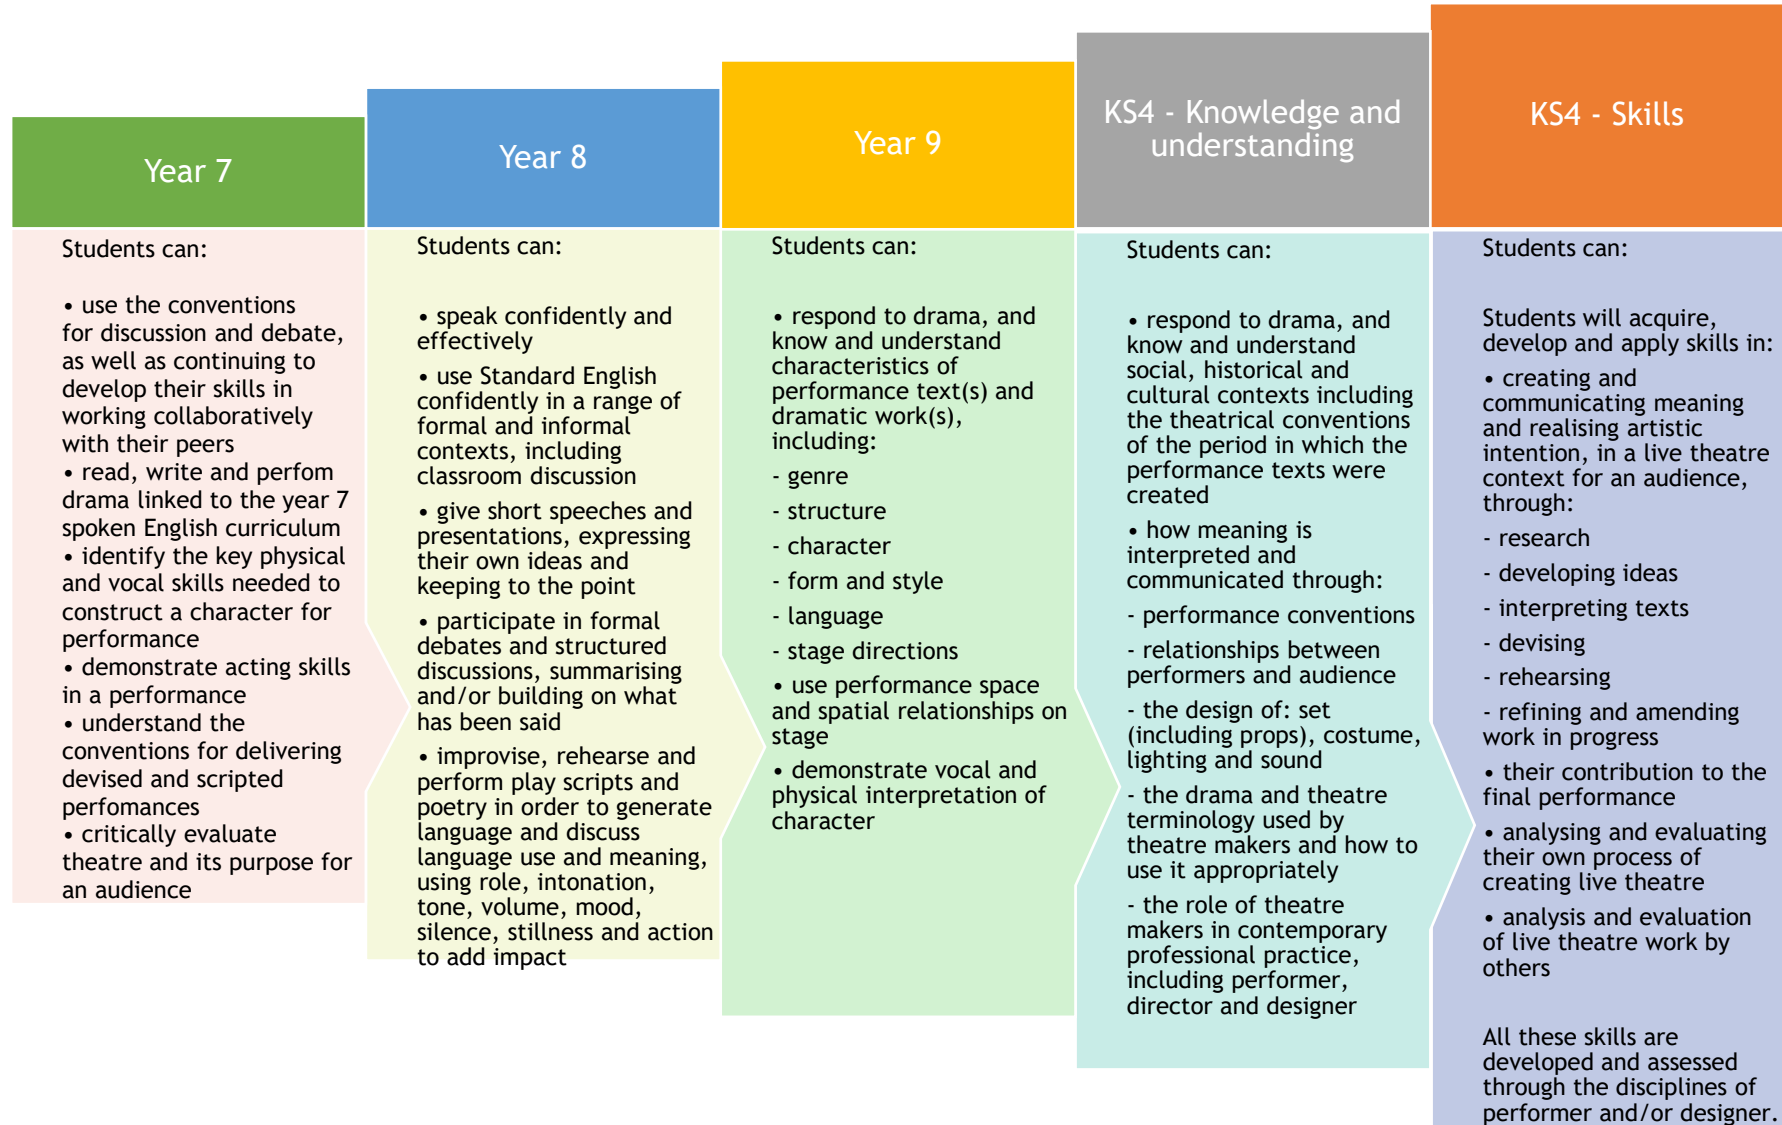 Year 7
Students can:
• use the conventions
for discussion and debate,
as well as continuing to
develop their skills in
working collaboratively
with their peers
• read, write and perfom
drama linked to the year 7
spoken English curriculum
• identify the key physical
and vocal skills needed to
construct a character for
performance
• demonstrate acting skills
in a performance
• understand the
conventions for delivering
devised and scripted
perfomances
• critically evaluate
theatre and its purpose for
an audience
Year 8
Students can:
• speak confidently and
effectively
• use Standard English
confidently in a range of
formal and informal
contexts, including
classroom discussion
• give short speeches and
presentations, expressing
their own ideas and
keeping to the point
• participate in formal
debates and structured
discussions, summarising
and/or building on what
has been said
• improvise, rehearse and
perform play scripts and
poetry in order to generate
language and discuss
language use and meaning,
using role, intonation,
tone, volume, mood,
silence, stillness and action
to add impact
Year 9
Students can:
• respond to drama, and
know and understand
characteristics of
performance text(s) and
dramatic work(s),
including:
- genre
- structure
- character
- form and style
- language
- stage directions
• use performance space
and spatial relationships on
stage
• demonstrate vocal and
physical interpretation of
character
KS4 - Knowledge and
understanding
Students can:
• respond to drama, and
know and understand
social, historical and
cultural contexts including
the theatrical conventions
of the period in which the
performance texts were
created
• how meaning is
interpreted and
communicated through:
- performance conventions
- relationships between
performers and audience
- the design of: set
(including props), costume,
lighting and sound
- the drama and theatre
terminology used by
theatre makers and how to
use it appropriately
- the role of theatre
makers in contemporary
professional practice,
including performer,
director and designer
KS4 - Skills
Students can:
Students will acquire,
develop and apply skills in:
• creating and
communicating meaning
and realising artistic
intention, in a live theatre
context for an audience,
through:
- research
- developing ideas
- interpreting texts
- devising
- rehearsing
- refining and amending
work in progress
• their contribution to the
final performance
• analysing and evaluating
their own process of
creating live theatre
• analysis and evaluation
of live theatre work by
others
All these skills are
developed and assessed
through the disciplines of
performer and/or designer.